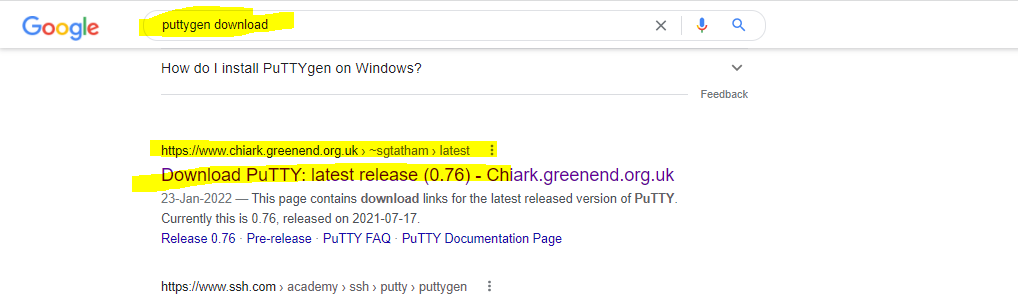 Google
puttygen download
How do I install PuTTYgen on Windows?
Feedback
https://www.chiark.greenend.org.uk › ~sgtatham › latest
Download PuTTY: latest release (0.76) - Chiark.greenend.org.uk
23-Jan-2022 — This page contains download links for the latest released version of PuTTY.
Currently this is 0.76, released on 2021-07-17.
Release 0.76 · Pre-release · PuTTY FAQ · PuTTY Documentation Page
https://www.ssh.com › academy › ssh › putty › puttygen